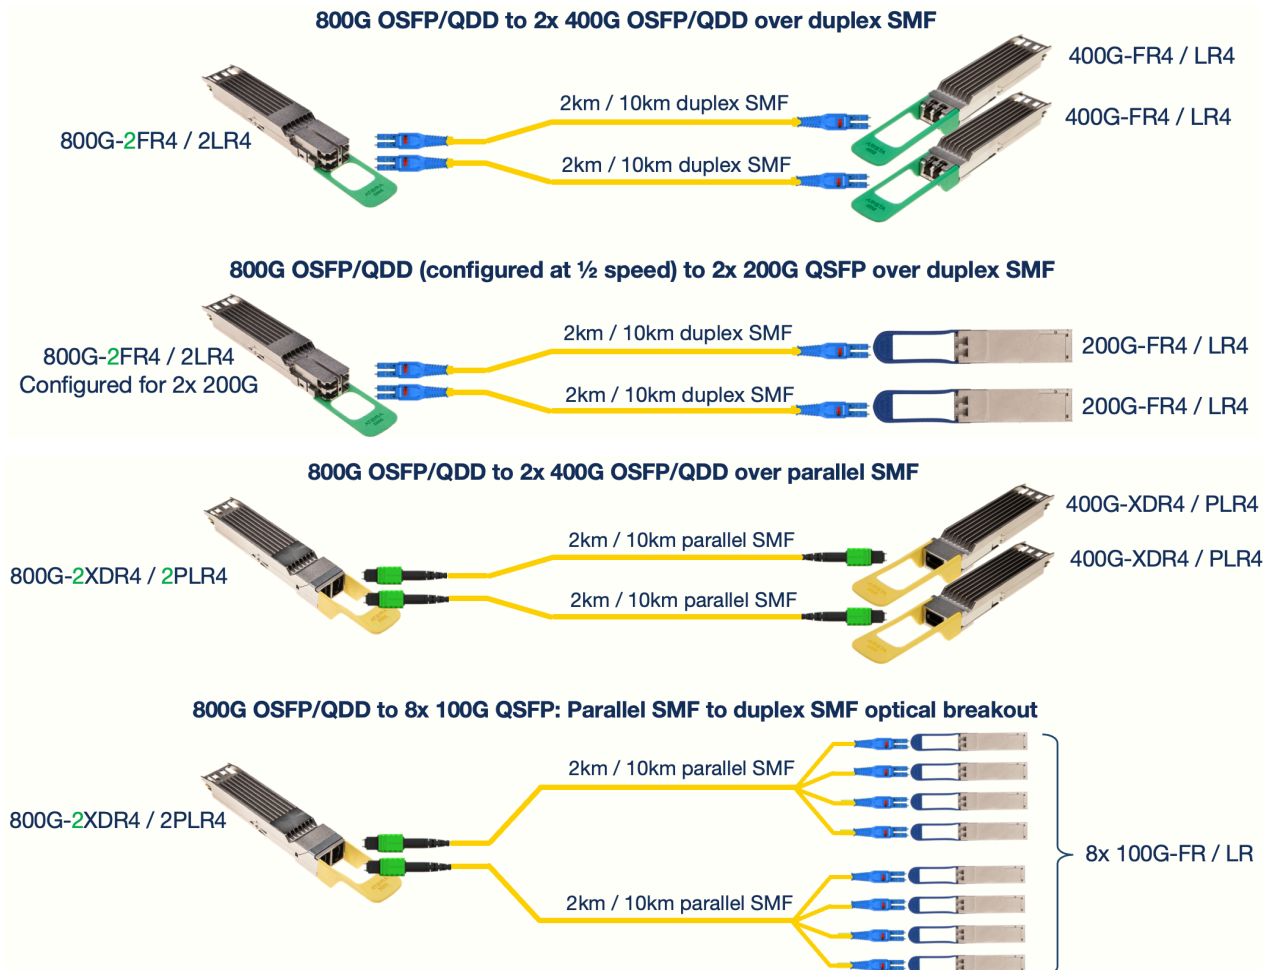 800G OSFP/QDD to 2x 400G OSFP/QDD over duplex SMF
400G-FR4 / LR4
2km / 10km duplex SMF
400G-FR4 / LR4
800G-2FR4 / 2LR4
2km / 10km duplex SMF
800G OSFP/QDD (configured at ½ speed) to 2x 200G QSFP over duplex SMF
2km / 10km duplex SMF
200G-FR4 / LR4
800G-2FR4 / 2LR4
Configured for 2x 200G
2km / 10km duplex SMF
200G-FR4 / LR4
800G OSFP/QDD to 2x 400G OSFP/QDD over parallel SMF
400G-XDR4 / PLR4
2km / 10km parallel SMF
400G-XDR4 / PLR4
800G-2XDR4 / 2PLR4
2km / 10km parallel SMF
800G OSFP/QDD to 8x 100G QSFP: Parallel SMF to duplex SMF optical breakout
2km / 10km parallel SMF
800G-2XDR4 / 2PLR4
8x 100G-FR / LR
2km / 10km parallel SMF